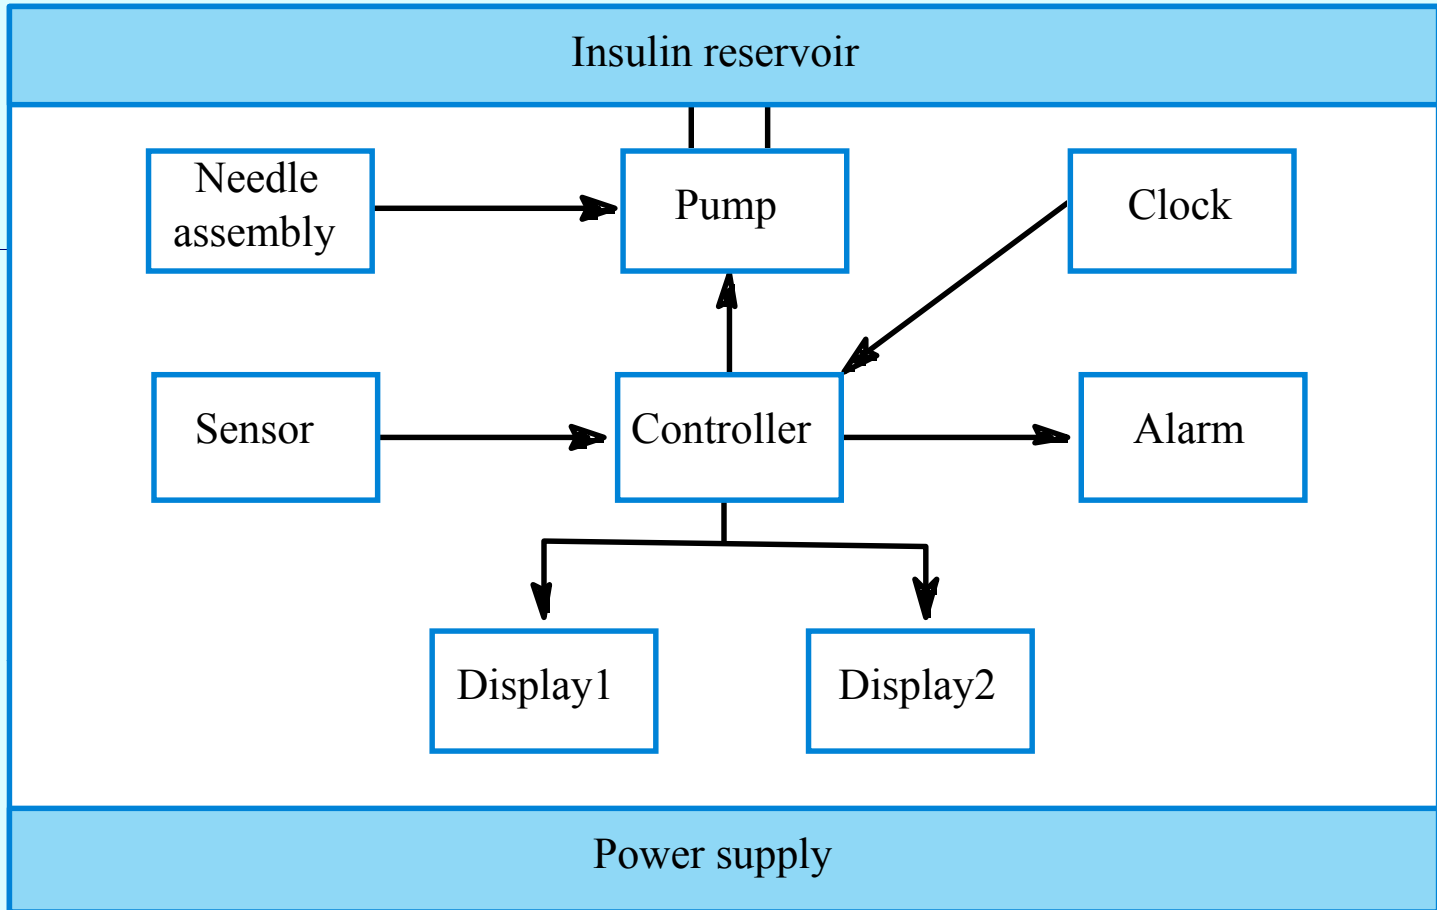 Insulin reservoir
Needle
assembly
Pump
Clock
Sensor
Controller
Alarm
Display1
Display2
Power supply